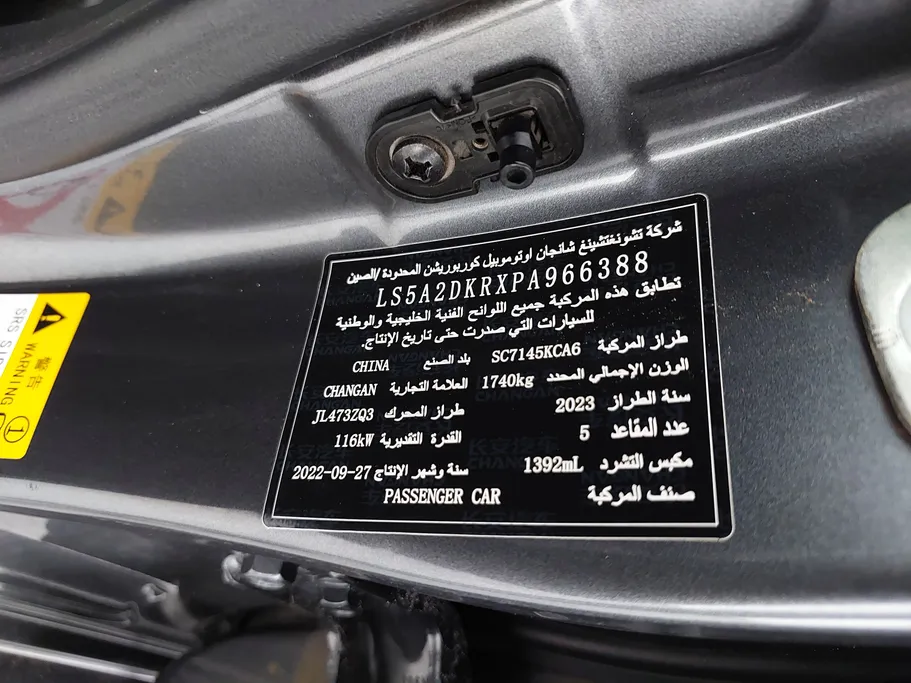 شركة تشونغتشينغ شانجان اوتوموبيل كوربوريشن المحدودة /الصين
LS5A2DKRXPA966388
تطابق هذه المركبة جميع اللوائح الفنية الخليجية والوطنية
للسيارات التي صدرت حتى تاريخ الإنتاج.
طراز المركبة SC7145KCA6 بلد الصنع CHINA
الوزن الإجمالي المحدد 1740kg العلامة التجارية CHANGAN
سنة الطراز 2023 طراز المحرك JL473ZQ3
عدد المقاعد 5 القدرة التقديرية 116kW
مكبس التشرد 1392mL سنة وشهر الإنتاج 2022-09-27
صنف المركبة PASSENGER CAR
警告 WARNING